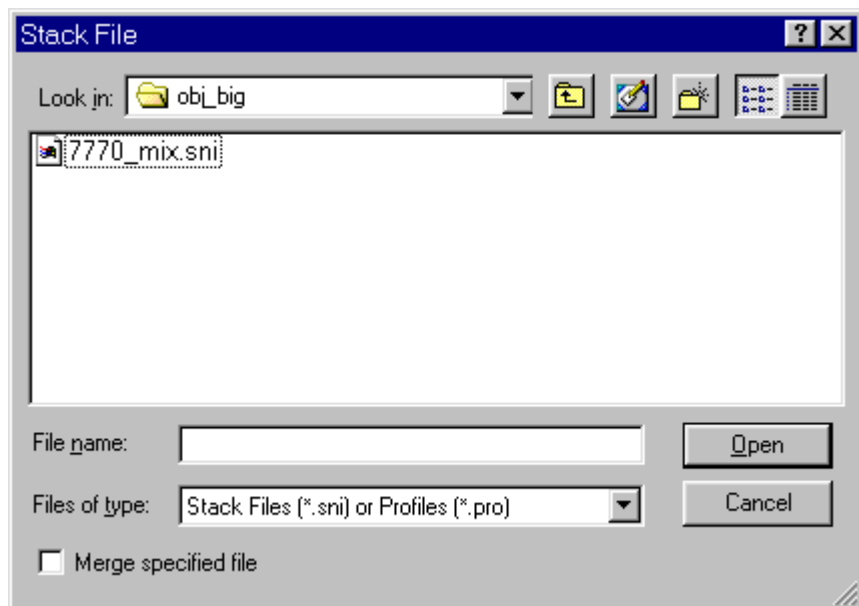 Stack File
Look in: obj_big
7770_mix.sni
File name: Open
Files of type: Stack Files (*.sni) or Profiles (*.pro) Cancel
Merge specified file